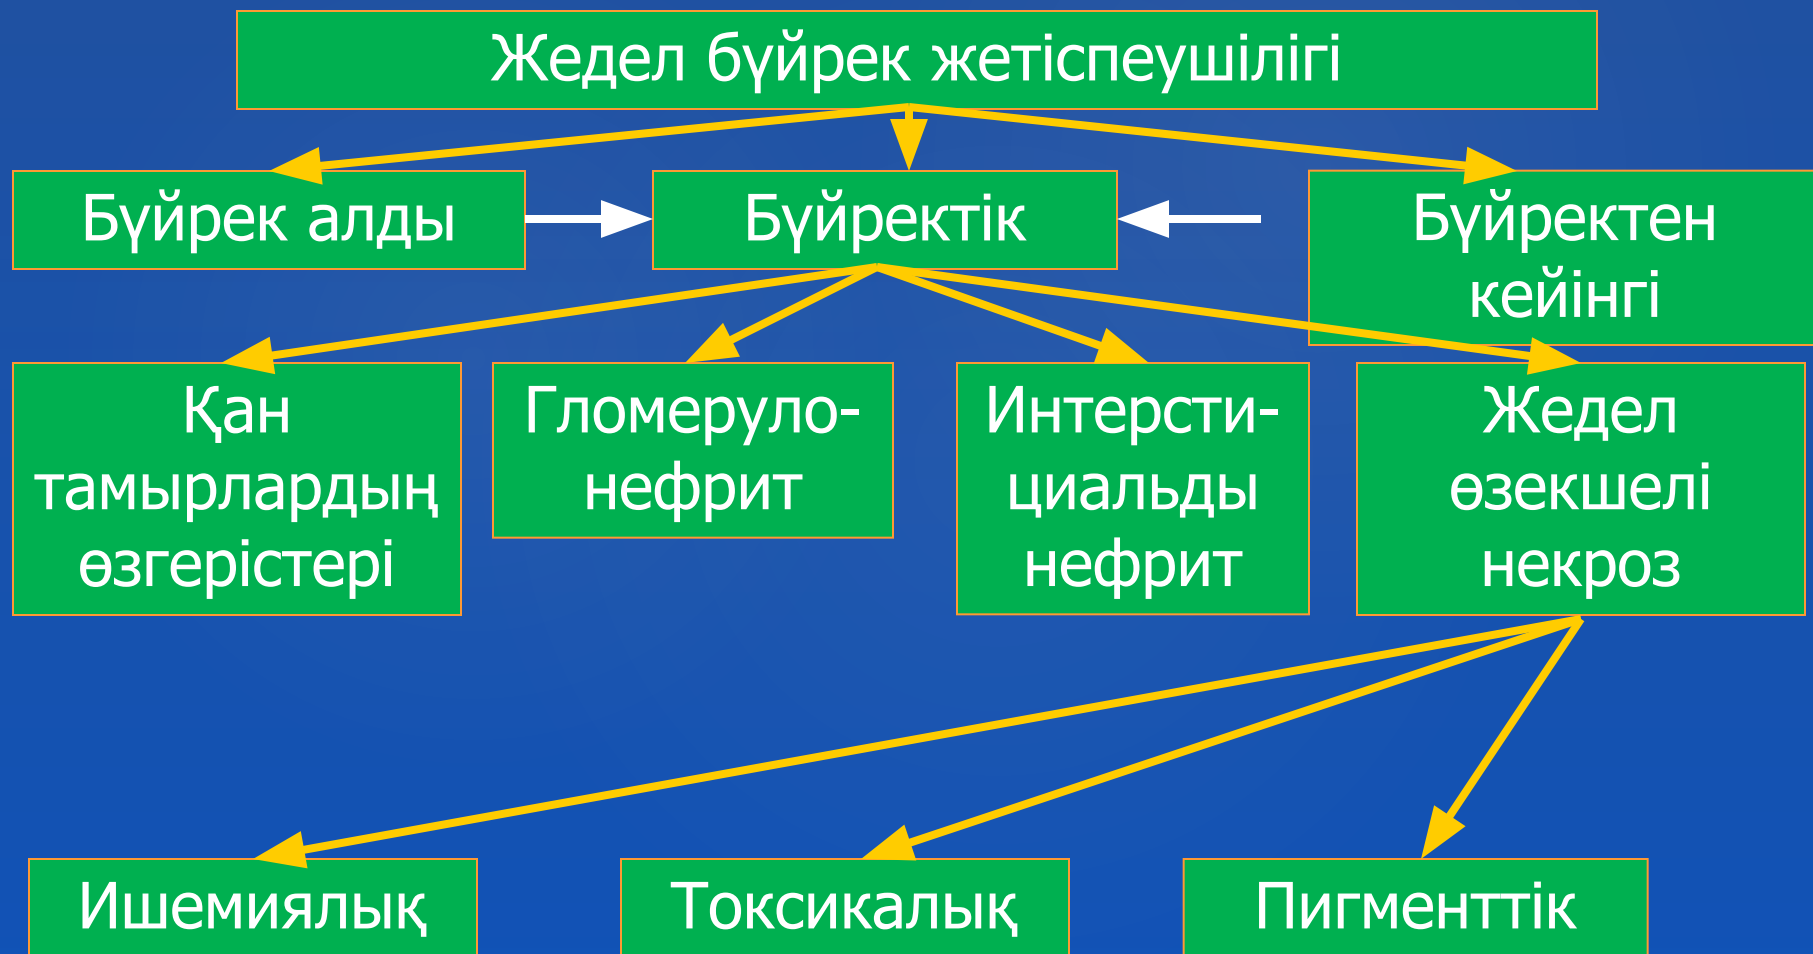 Жедел бүйрек жетіспеушілігі
Бүйрек алды
Бүйректік
Бүйректен
кейінгі
Қан
тамырлардың
өзгерістері
Гломеруло-
нефрит
Интерсти-
циальды
нефрит
Жедел
өзекшелі
некроз
Ишемиялық
Токсикалық
Пигменттік